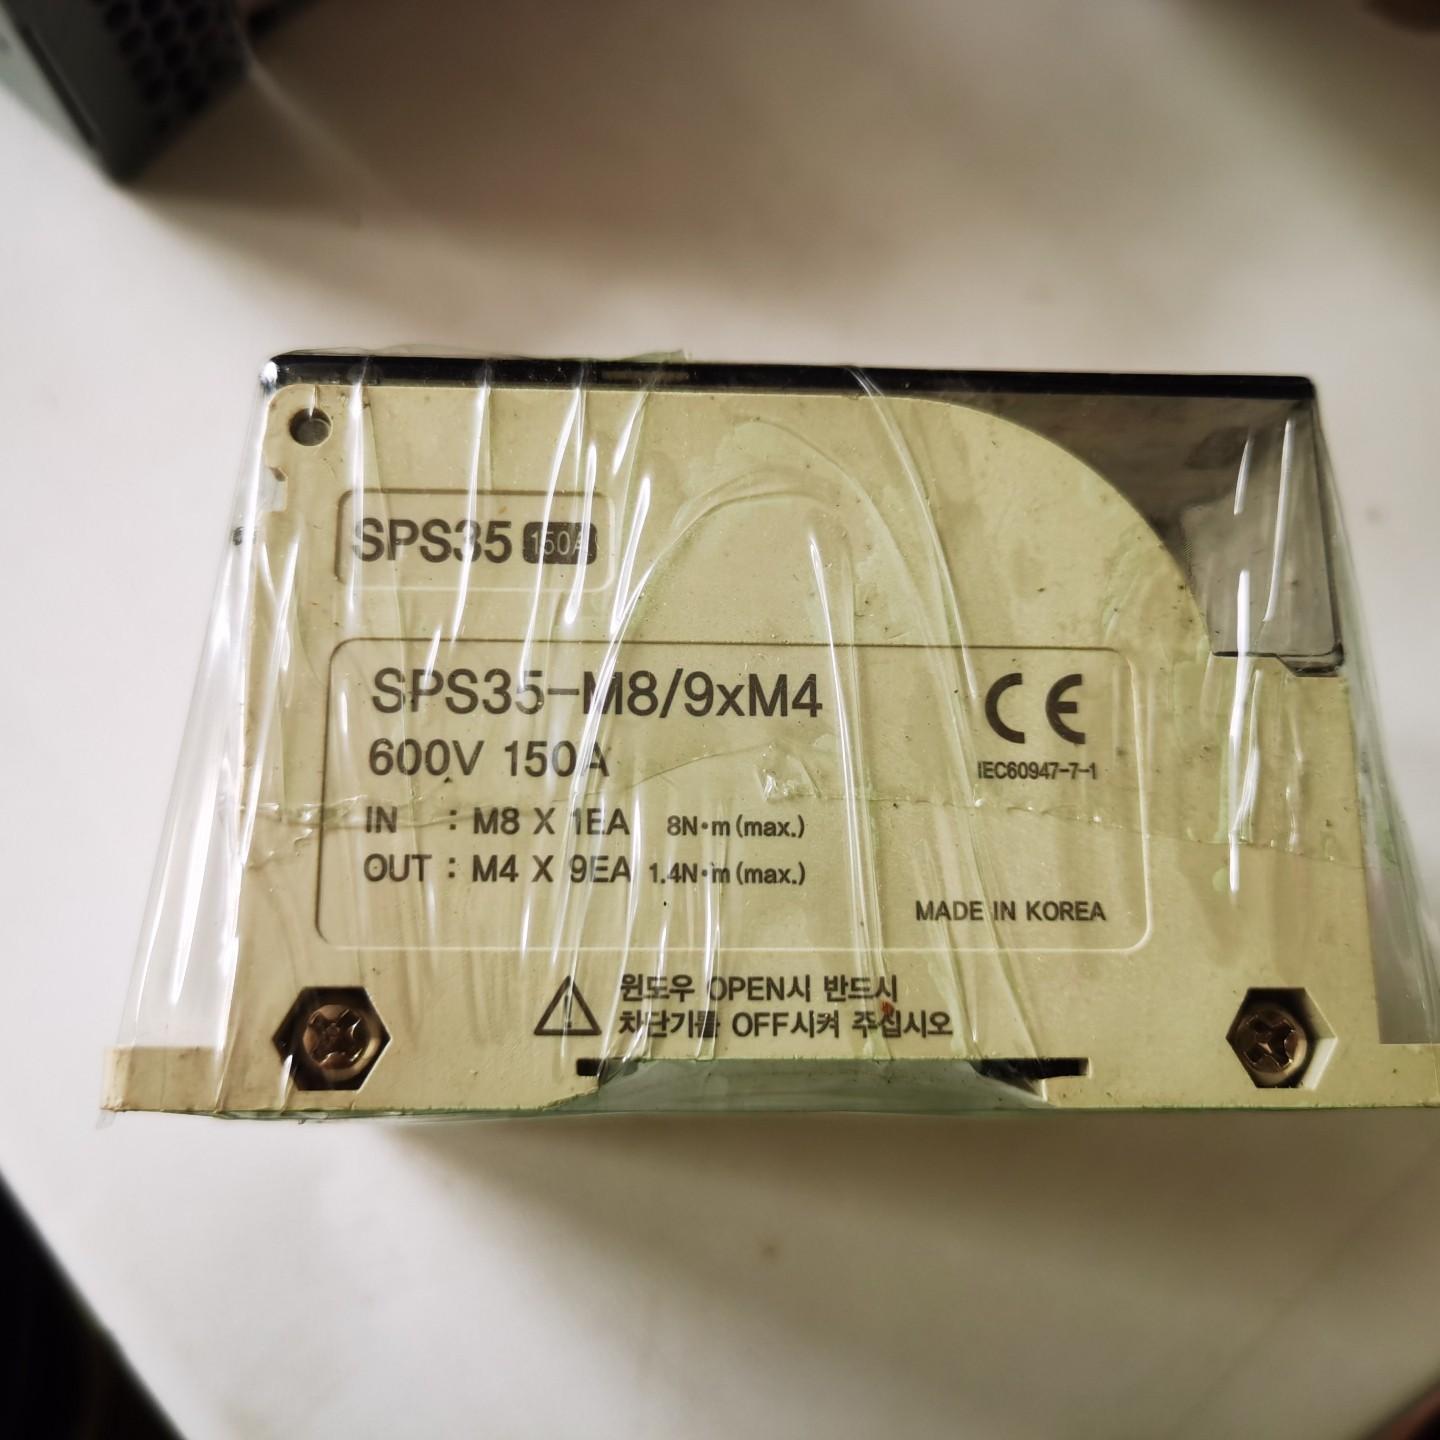 SPS35 150A
SPS35-M8/9xM4
600V 150A
CE
IEC60947-7-1
IN : M8 X 1EA 8N·m (max.)
OUT : M4 X 9EA 1.4N·m (max.)
MADE IN KOREA
윈도우 OPEN시 반드시
차단기를 OFF시켜 주십시오